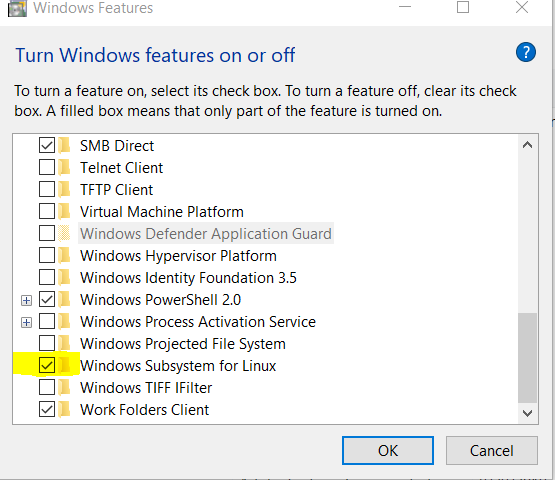 Windows Features
Turn Windows features on or off
?
To turn a feature on, select its check box. To turn a feature off, clear its check
box. A filled box means that only part of the feature is turned on.
SMB Direct
Telnet Client
TFTP Client
Virtual Machine Platform
Windows Defender Application Guard
Windows Hypervisor Platform
Windows Identity Foundation 3.5
Windows PowerShell 2.0
Windows Process Activation Service
Windows Projected File System
Windows Subsystem for Linux
Windows TIFF IFilter
Work Folders Client
OK
Cancel